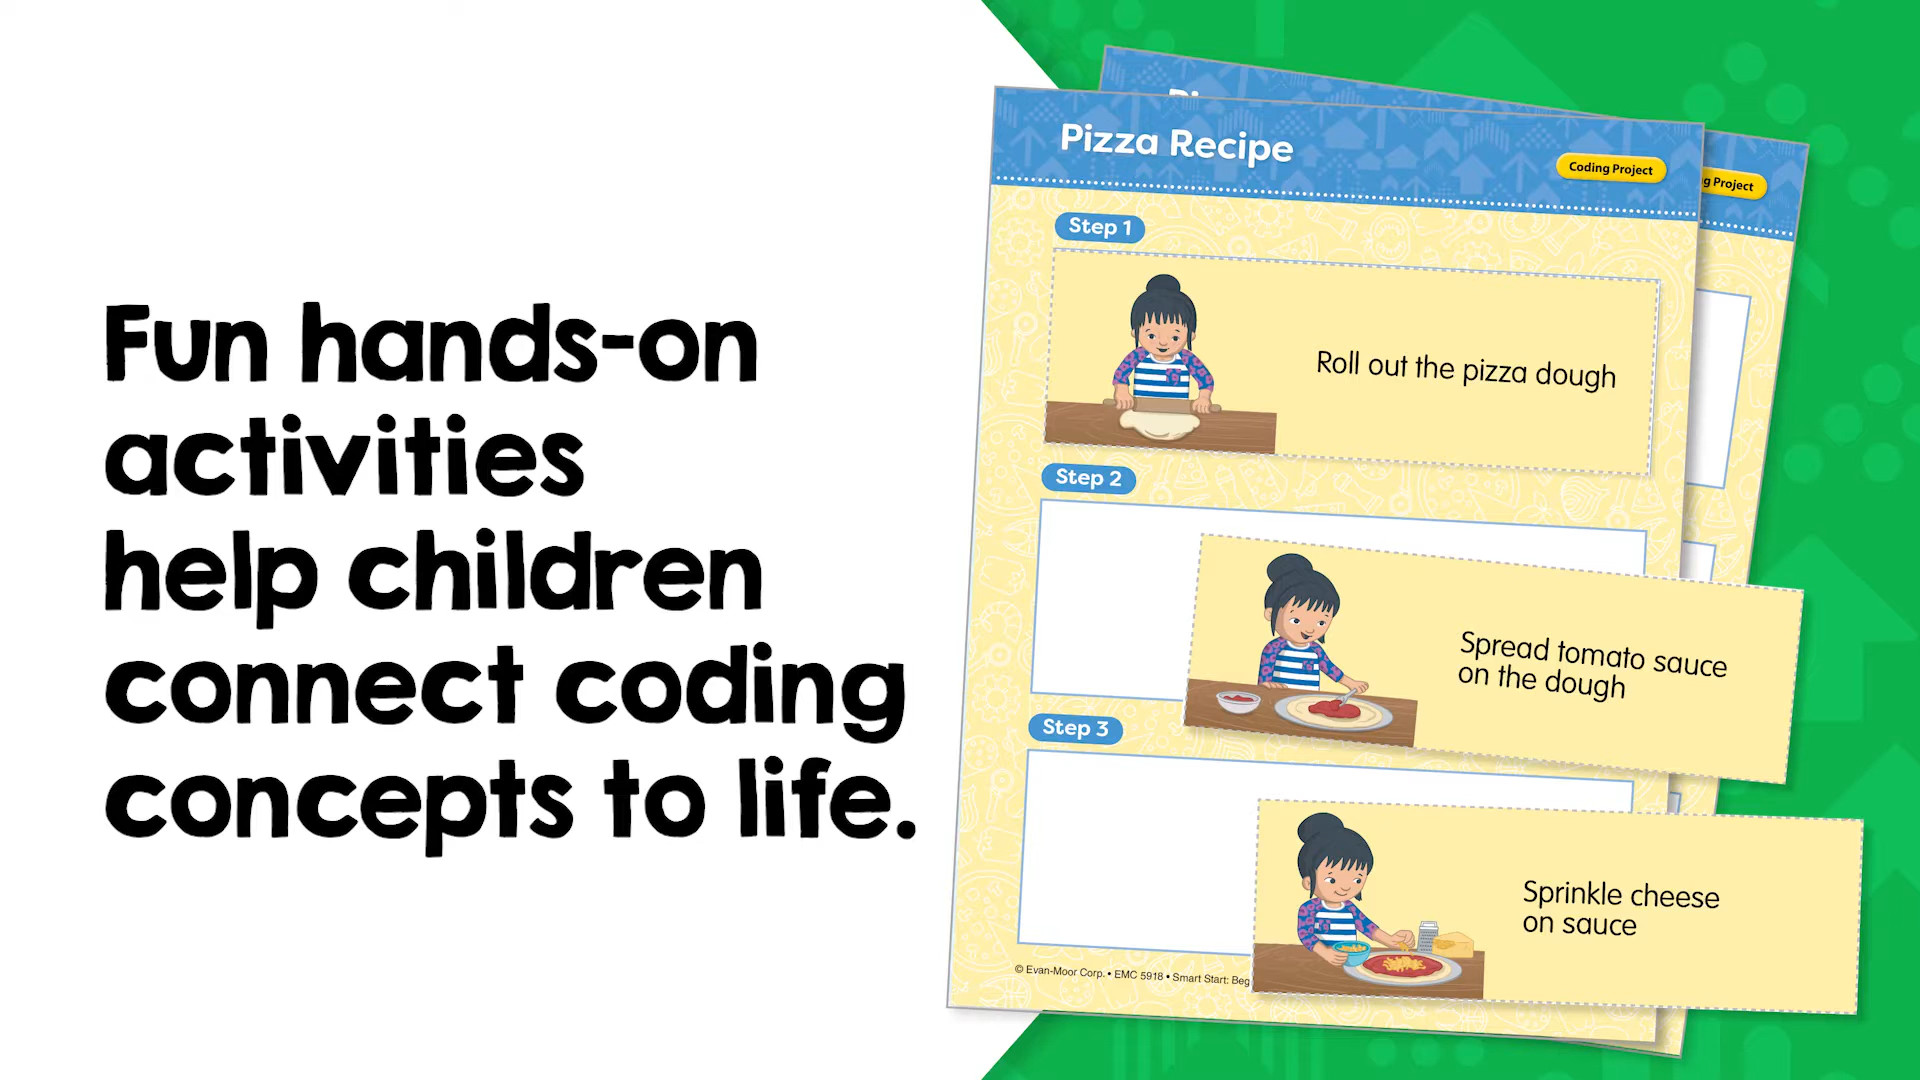 Fun hands-on
activities
help children
connect coding
concepts to life.
Pizza Recipe
Coding Project
g Project
Step 1
Roll out the pizza dough
Step 2
Spread tomato sauce
on the dough
Step 3
Sprinkle cheese
on sauce
© Evan-Moor Corp. • EMC 5918 • Smart Start: Beg